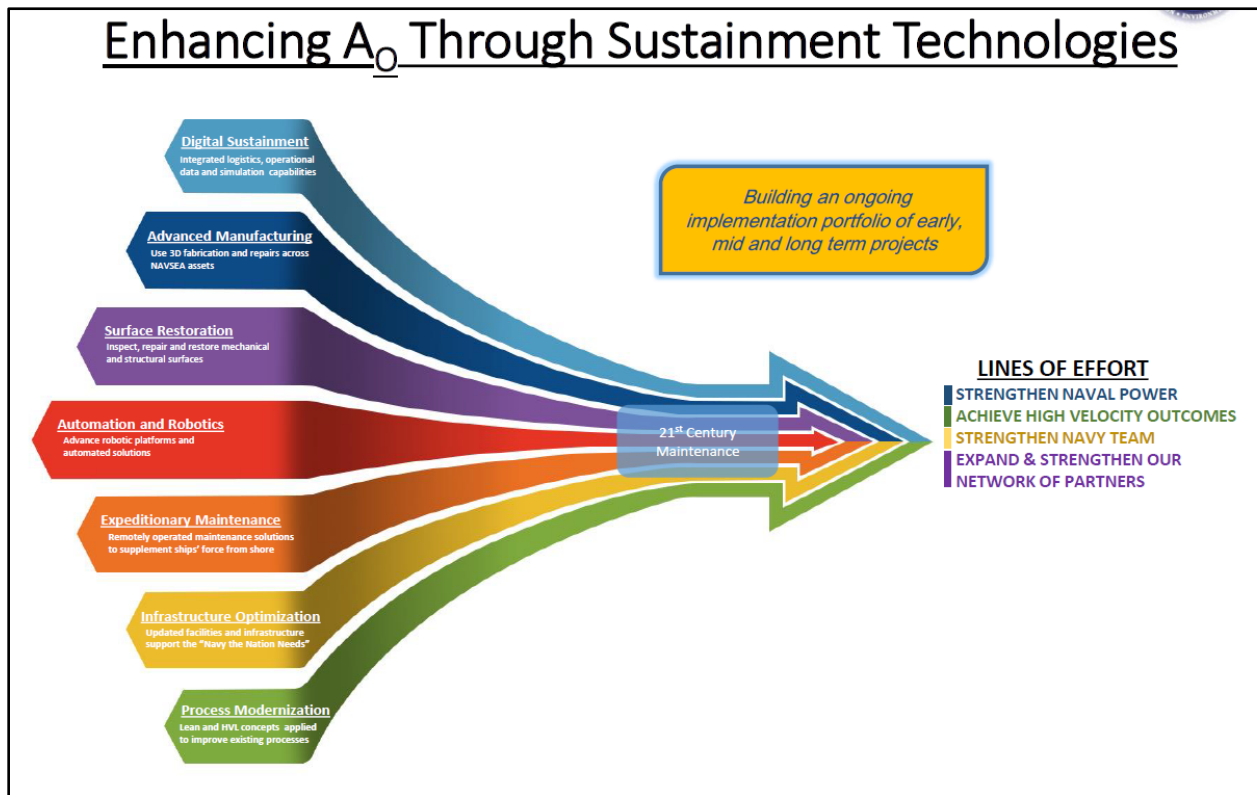 Enhancing AO Through Sustainment Technologies
Digital Sustainment
Integrated logistics, operational
data and simulation capabilities
Advanced Manufacturing
Use 3D fabrication and repairs across
NAVSEA assets
Surface Restoration
Inspect, repair and restore mechanical
and structural surfaces
Automation and Robotics
Advance robotic platforms and
automated solutions
Expeditionary Maintenance
Remotely operated maintenance solutions
to supplement ships' force from shore
Infrastructure Optimization
Updated facilities and infrastructure
support the "Navy the Nation Needs"
Process Modernization
Lean and HVL concepts applied
to improve existing processes
21st Century
Maintenance
Building an ongoing
implementation portfolio of early,
mid and long term projects
LINES OF EFFORT
STRENGTHEN NAVAL POWER
ACHIEVE HIGH VELOCITY OUTCOMES
STRENGTHEN NAVY TEAM
EXPAND & STRENGTHEN OUR
NETWORK OF PARTNERS